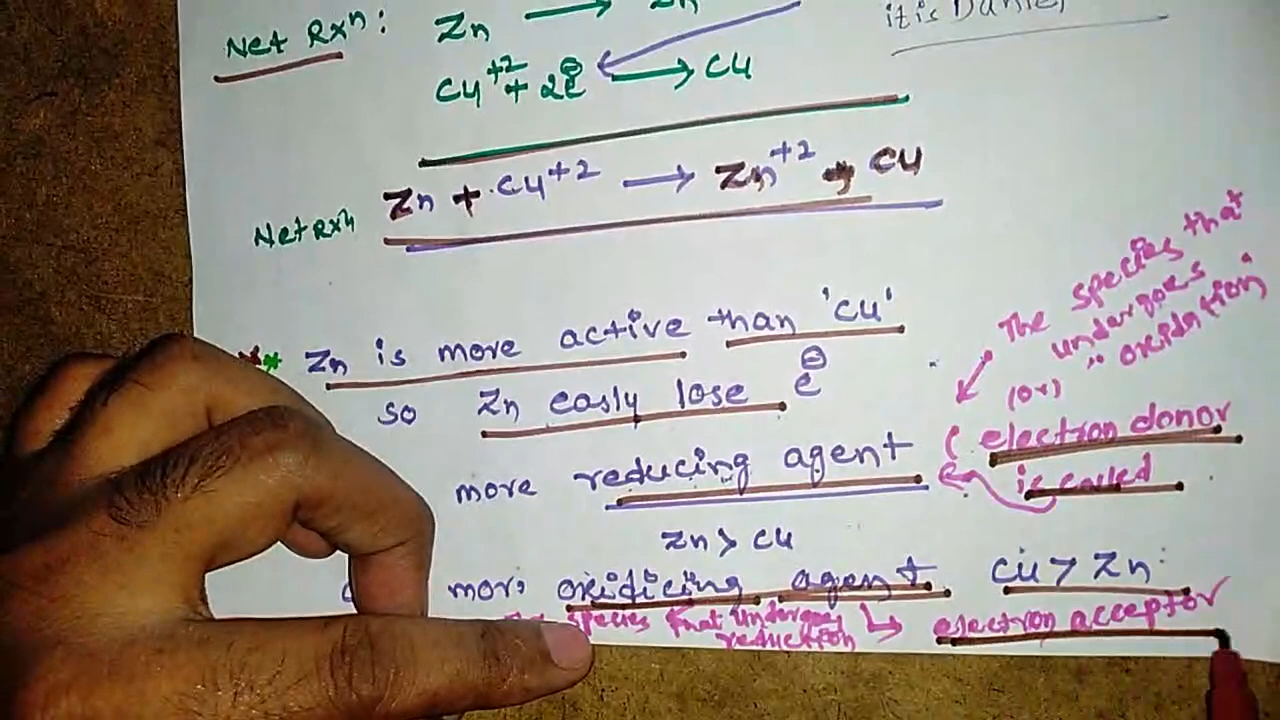 Net Rxⁿ: Zn ⟶ Zn
it is Daniel
Cu⁺² + 2e⊖ ⟶ Cu
Net Rxn Zn + Cu⁺² ⟶ Zn⁺² + Cu
** Zn is more active than 'Cu'
so Zn easly lose e⊖
more reducing agent
Zn > Cu
more oxidicing agent Cu > Zn
The species that undergoes reduction ↳ electron acceptor
The species that
undergoes
"oxidation"
(or)
(electron donor
is called